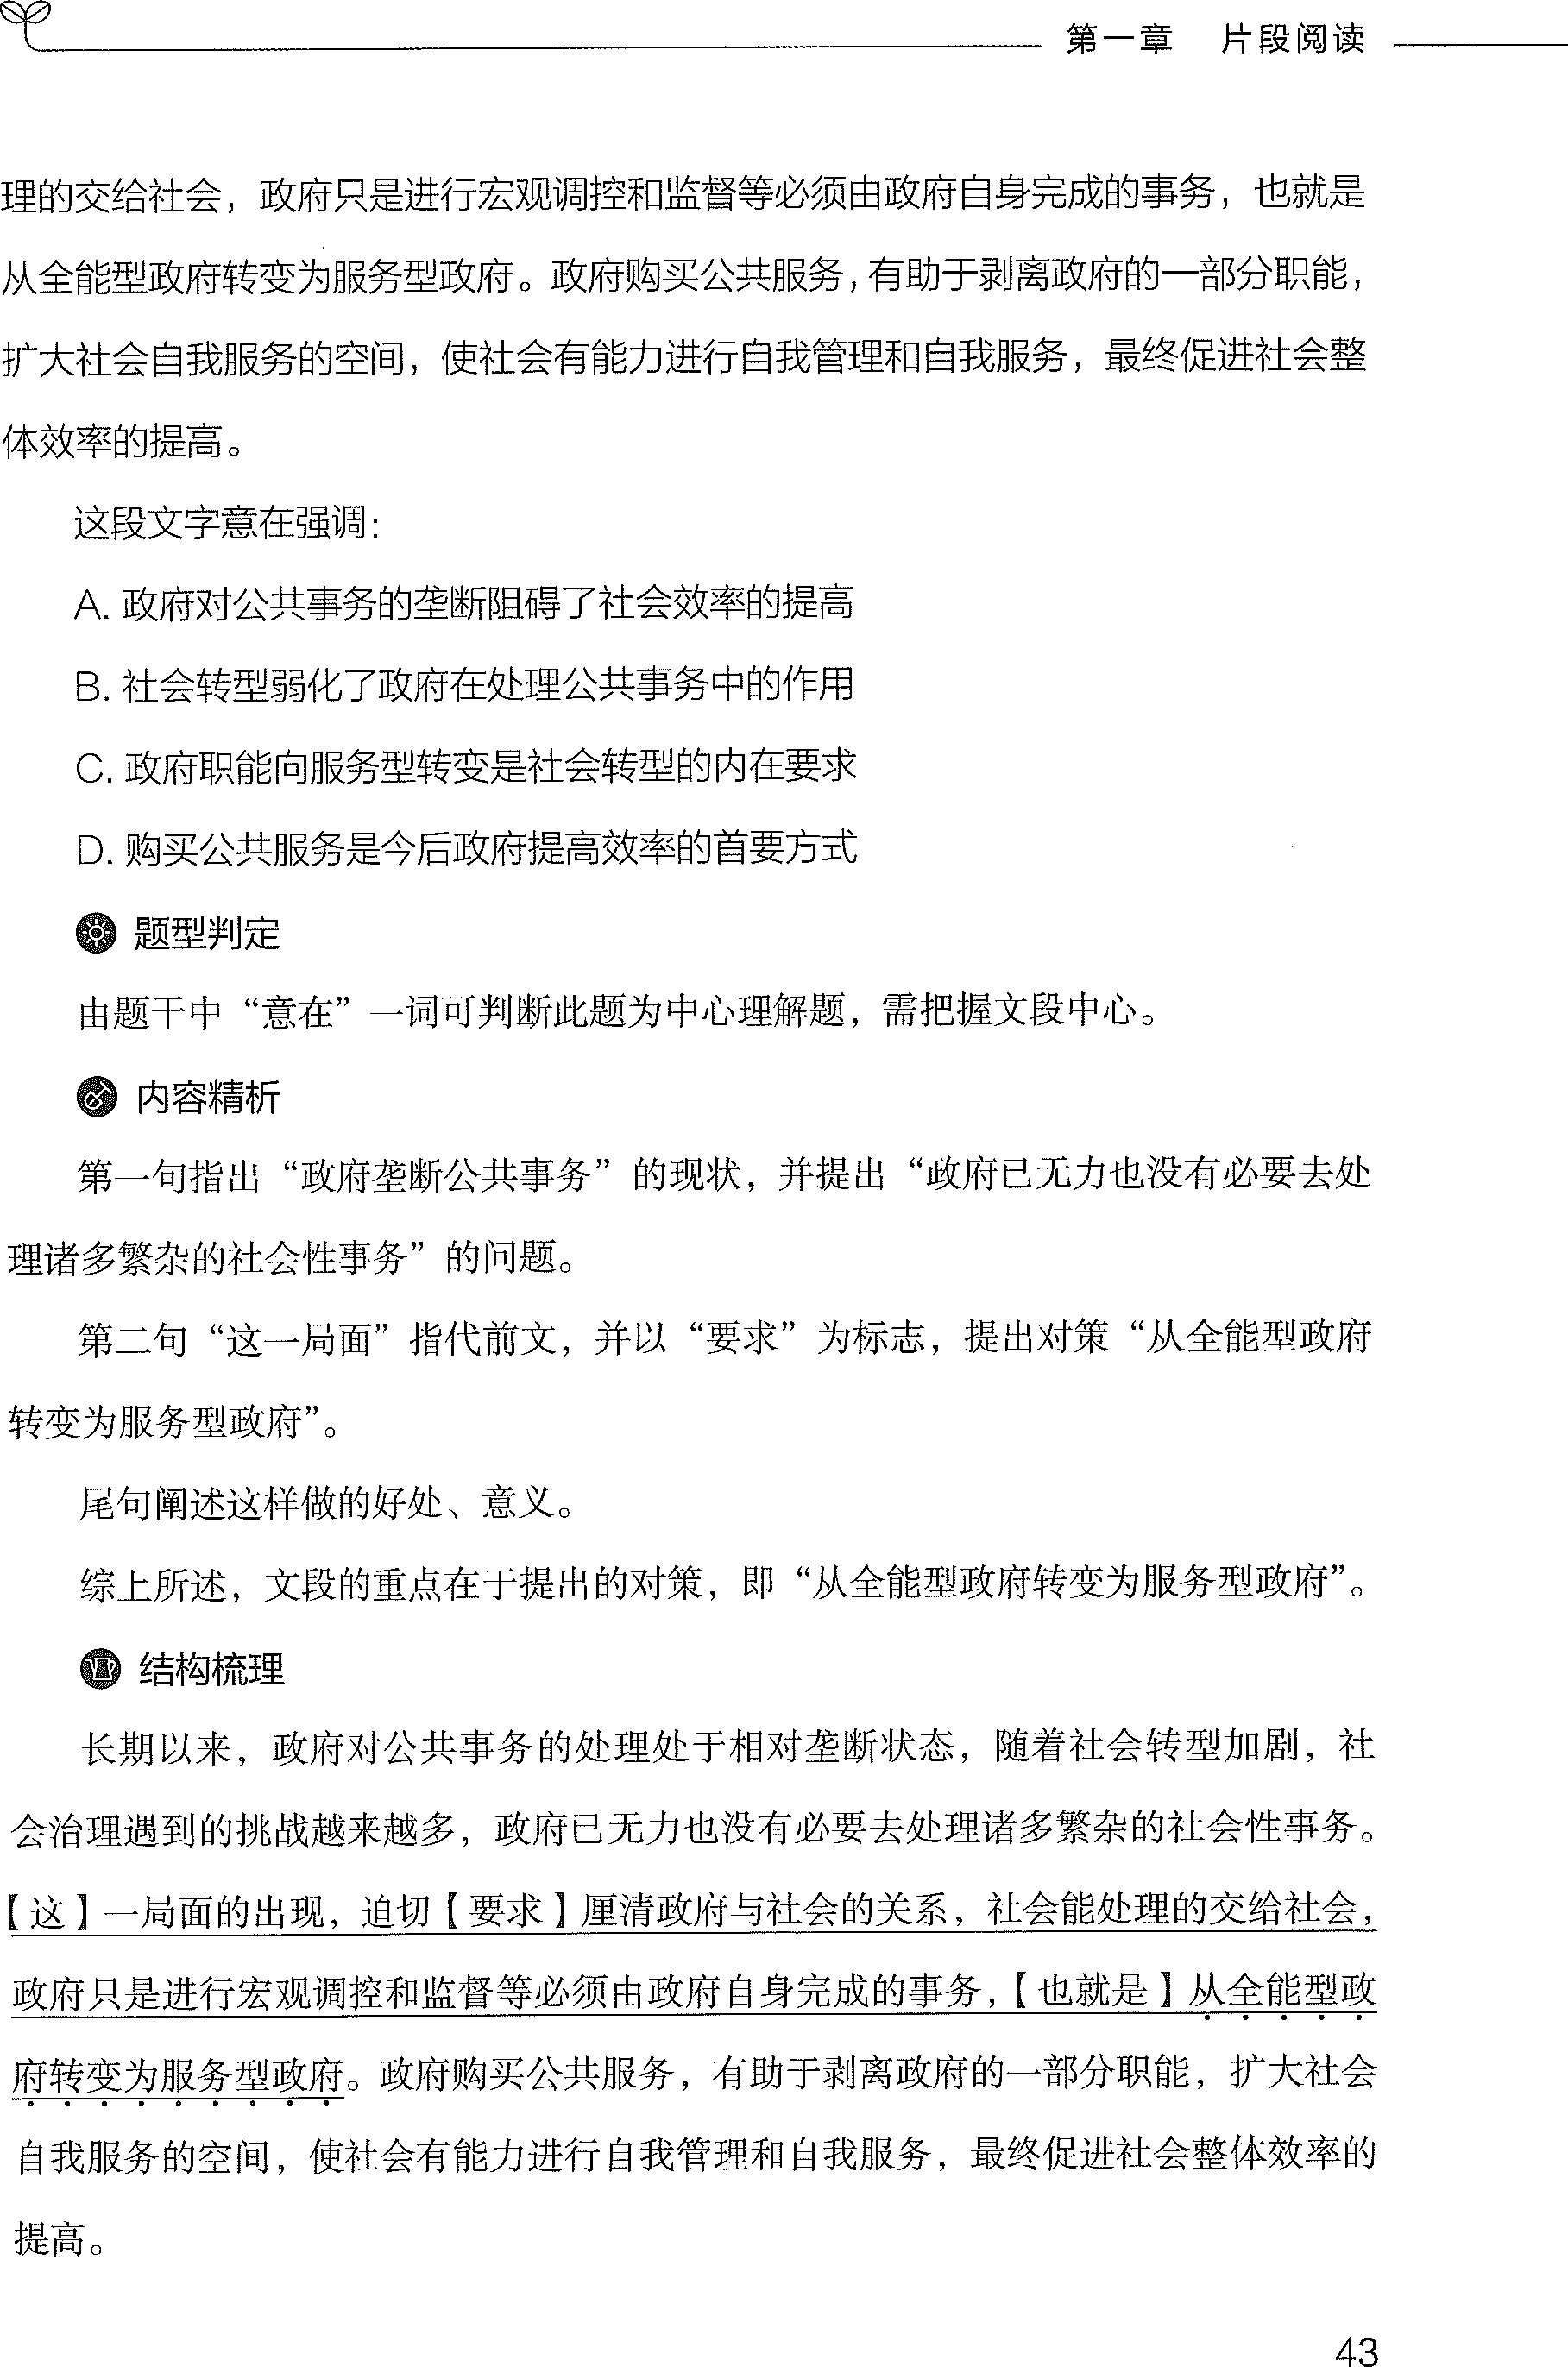 第一章 片段阅读
理的交给社会，政府只是进行宏观调控和监督等必须由政府自身完成的事务，也就是
从全能型政府转变为服务型政府。政府购买公共服务，有助于剥离政府的一部分职能，
扩大社会自我服务的空间，使社会有能力进行自我管理和自我服务，最终促进社会整
体效率的提高。
这段文字意在强调：
A. 政府对公共事务的垄断阻碍了社会效率的提高
B. 社会转型弱化了政府在处理公共事务中的作用
C. 政府职能向服务型转变是社会转型的内在要求
D. 购买公共服务是今后政府提高效率的首要方式
题型判定
由题干中“意在”一词可判断此题为中心理解题，需把握文段中心。
内容精析
第一句指出“政府垄断公共事务”的现状，并提出“政府已无力也没有必要去处
理诸多繁杂的社会性事务”的问题。
第二句“这一局面”指代前文，并以“要求”为标志，提出对策“从全能型政府
转变为服务型政府”。
尾句阐述这样做的好处、意义。
综上所述，文段的重点在于提出的对策，即“从全能型政府转变为服务型政府”。
结构梳理
长期以来，政府对公共事务的处理处于相对垄断状态，随着社会转型加剧，社
会治理遇到的挑战越来越多，政府已无力也没有必要去处理诸多繁杂的社会性事务。
【这】一局面的出现，迫切【要求】厘清政府与社会的关系，社会能处理的交给社会，
政府只是进行宏观调控和监督等必须由政府自身完成的事务，【也就是】从全能型政
府转变为服务型政府。政府购买公共服务，有助于剥离政府的一部分职能，扩大社会
自我服务的空间，使社会有能力进行自我管理和自我服务，最终促进社会整体效率的
提高。
43